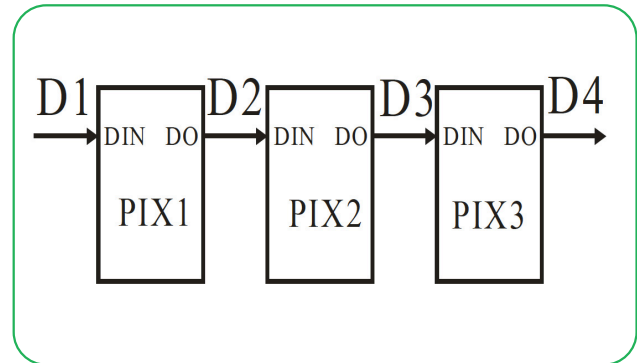 D1 D2 D3 D4
DIN DO DIN DO DIN DO
PIX1 PIX2 PIX3